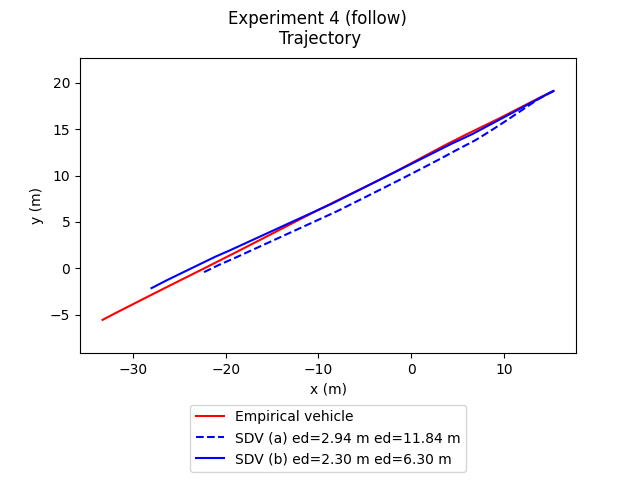 Experiment 4 (follow)
Trajectory
20
15
10
5
0
−5
y (m)
−30
−20
−10
0
10
x (m)
Empirical vehicle
SDV (a) ed=2.94 m ed=11.84 m
SDV (b) ed=2.30 m ed=6.30 m